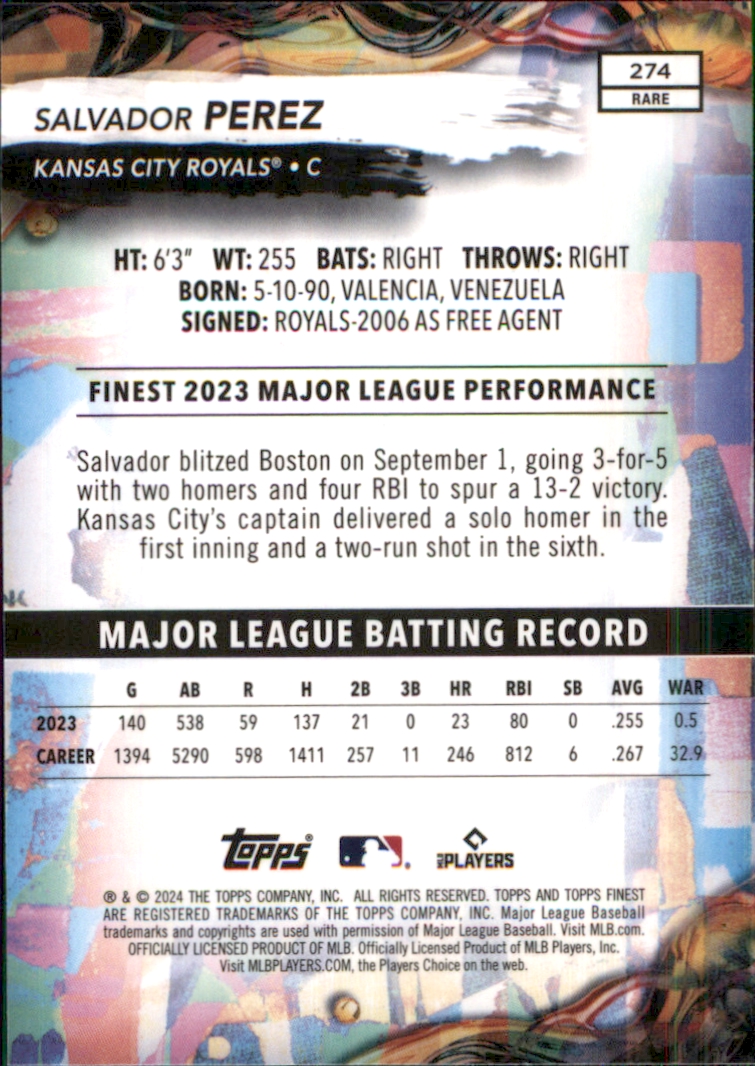 274
RARE
SALVADOR PEREZ
KANSAS CITY ROYALS® • C
HT: 6'3" WT: 255 BATS: RIGHT THROWS: RIGHT
BORN: 5-10-90, VALENCIA, VENEZUELA
SIGNED: ROYALS-2006 AS FREE AGENT
FINEST 2023 MAJOR LEAGUE PERFORMANCE
Salvador blitzed Boston on September 1, going 3-for-5
with two homers and four RBI to spur a 13-2 victory.
Kansas City's captain delivered a solo homer in the
first inning and a two-run shot in the sixth.
MAJOR LEAGUE BATTING RECORD
G AB R H 2B 3B HR RBI SB AVG WAR
2023 140 538 59 137 21 0 23 80 0 .255 0.5
CAREER 1394 5290 598 1411 257 11 246 812 6 .267 32.9
Topps® MLB PLAYERS
® & © 2024 THE TOPPS COMPANY, INC. ALL RIGHTS RESERVED. TOPPS AND TOPPS FINEST
ARE REGISTERED TRADEMARKS OF THE TOPPS COMPANY, INC. Major League Baseball
trademarks and copyrights are used with permission of Major League Baseball. Visit MLB.com.
OFFICIALLY LICENSED PRODUCT OF MLB. Officially Licensed Product of MLB Players, Inc.
Visit MLBPLAYERS.COM, the Players Choice on the web.